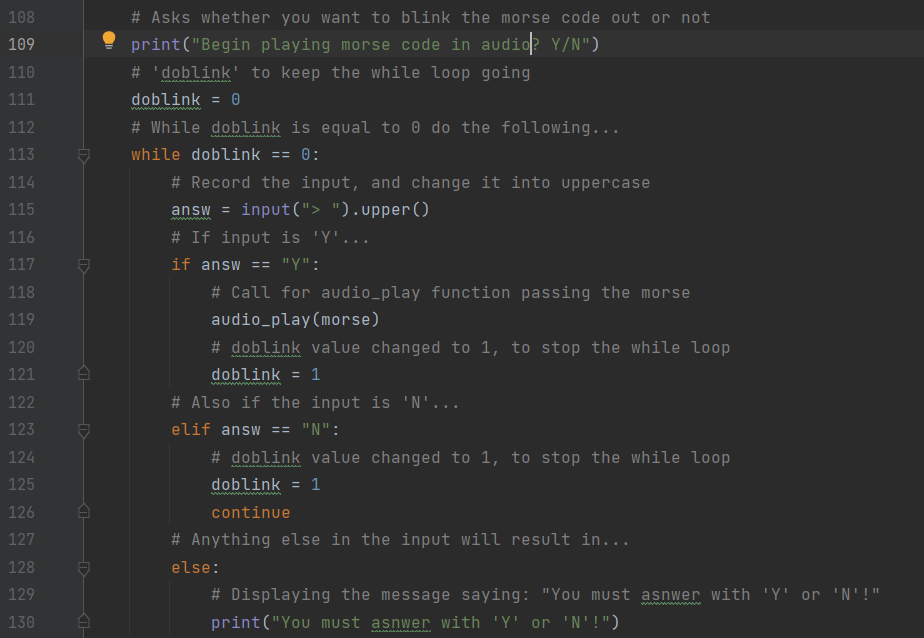 108 # Asks whether you want to blink the morse code out or not
109 print("Begin playing morse code in audio? Y/N")
110 # 'doblink' to keep the while loop going
111 doblink = 0
112 # While doblink is equal to 0 do the following...
113 while doblink == 0:
114 # Record the input, and change it into uppercase
115 answ = input("> ").upper()
116 # If input is 'Y'...
117 if answ == "Y":
118 # Call for audio_play function passing the morse
119 audio_play(morse)
120 # doblink value changed to 1, to stop the while loop
121 doblink = 1
122 # Also if the input is 'N'...
123 elif answ == "N":
124 # doblink value changed to 1, to stop the while loop
125 doblink = 1
126 continue
127 # Anything else in the input will result in...
128 else:
129 # Displaying the message saying: "You must asnwer with 'Y' or 'N'!"
130 print("You must asnwer with 'Y' or 'N'!")